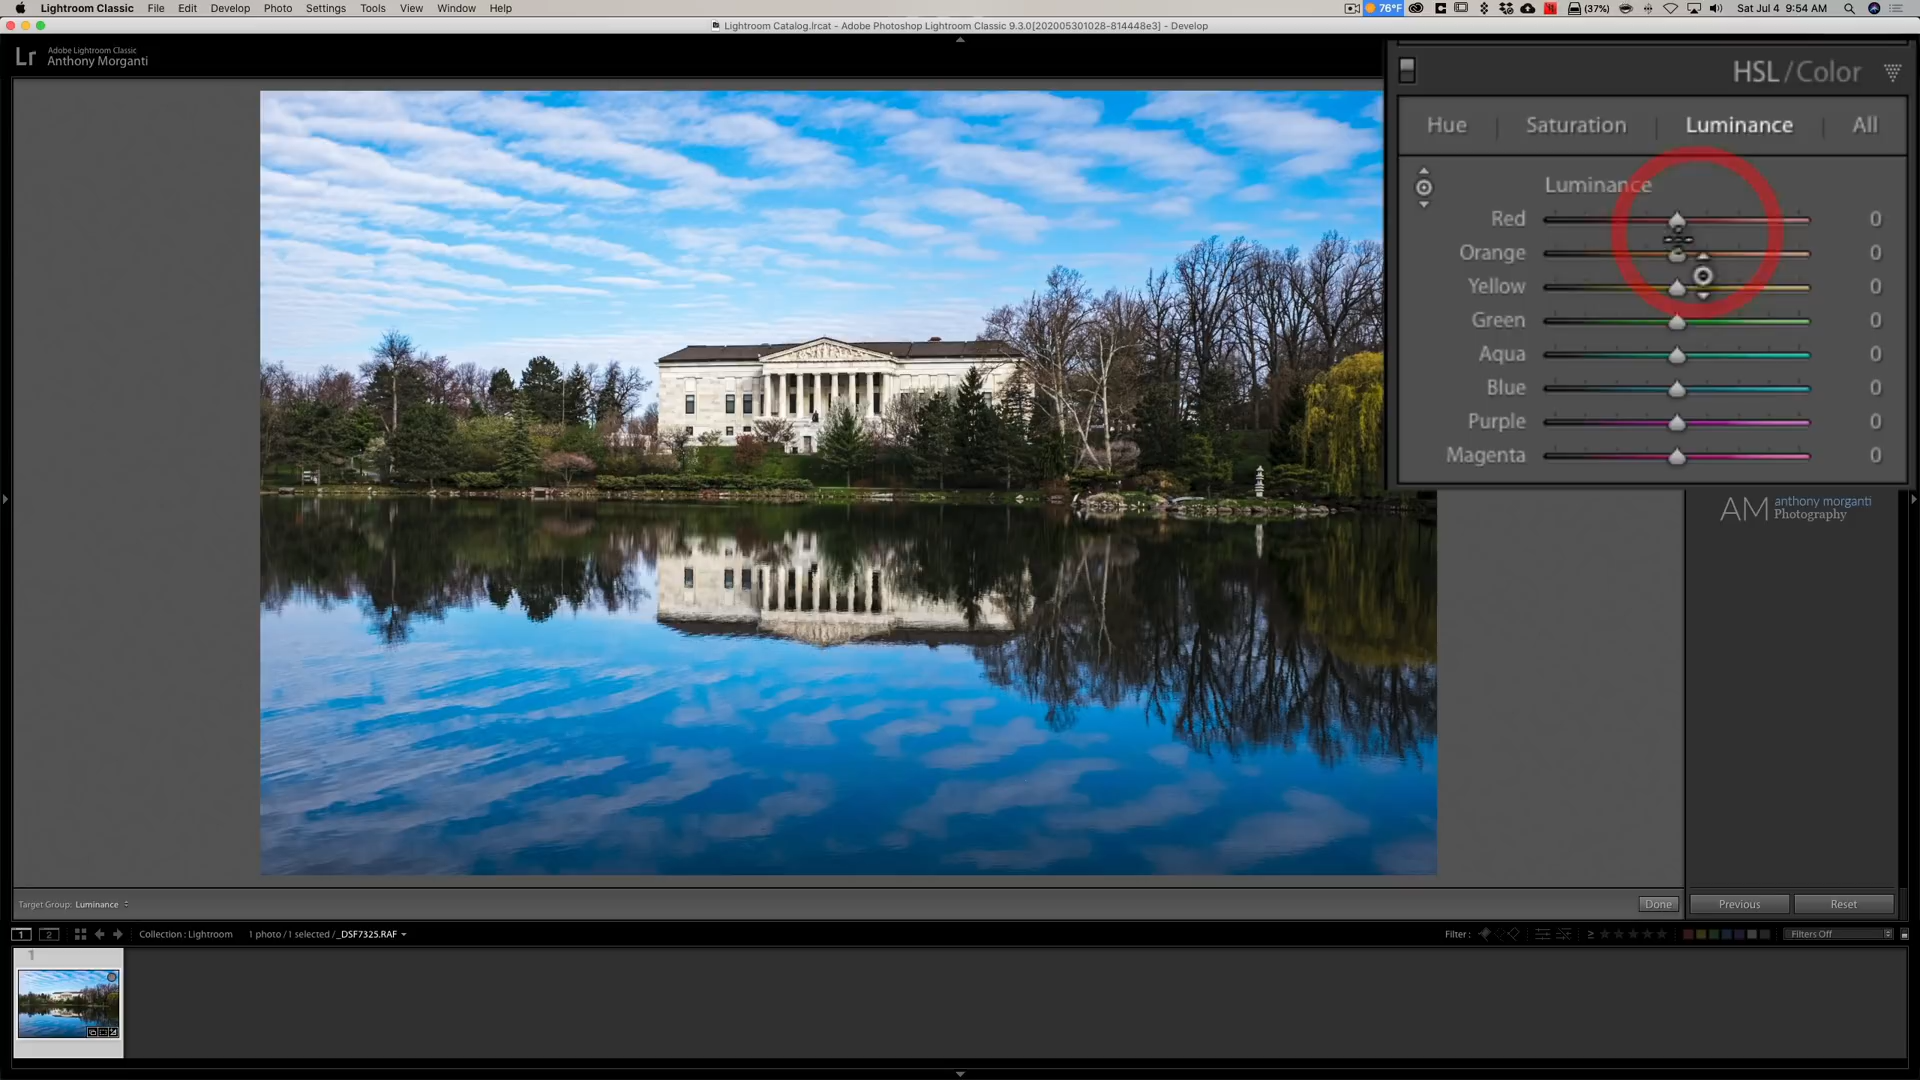 Lightroom Classic File Edit Develop Photo Settings Tools View Window Help
76°F (37%) Sat Jul 4 9:54 AM
Lightroom Catalog.lrcat - Adobe Photoshop Lightroom Classic 9.3.0[202005301028-814448e3] - Develop
Lr Adobe Lightroom Classic
Anthony Morganti
HSL / Color
Hue Saturation Luminance All
Luminance
Red 0
Orange 0
Yellow 0
Green 0
Aqua 0
Blue 0
Purple 0
Magenta 0
AM anthony morganti
Photography
Target Group: Luminance Done Previous Reset
1 2 Collection : Lightroom 1 photo / 1 selected / _DSF7325.RAF Filter : ≥ Filters Off
1